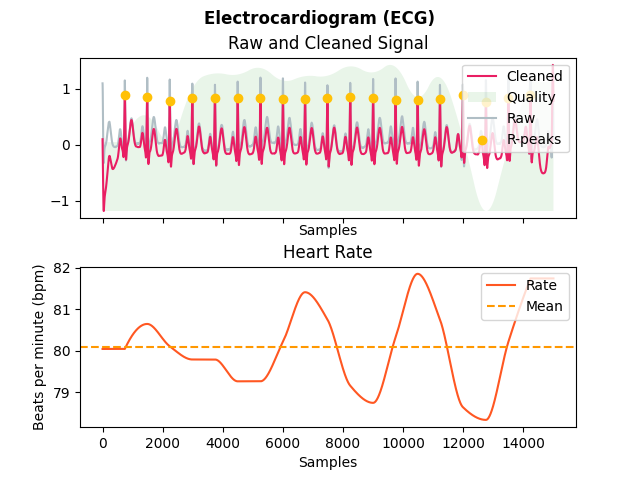 Electrocardiogram (ECG)
Raw and Cleaned Signal
1
0
−1
Cleaned
Quality
Raw
R-peaks
Samples
Heart Rate
82
81
80
79
Beats per minute (bpm)
Rate
Mean
0 2000 4000 6000 8000 10000 12000 14000
Samples